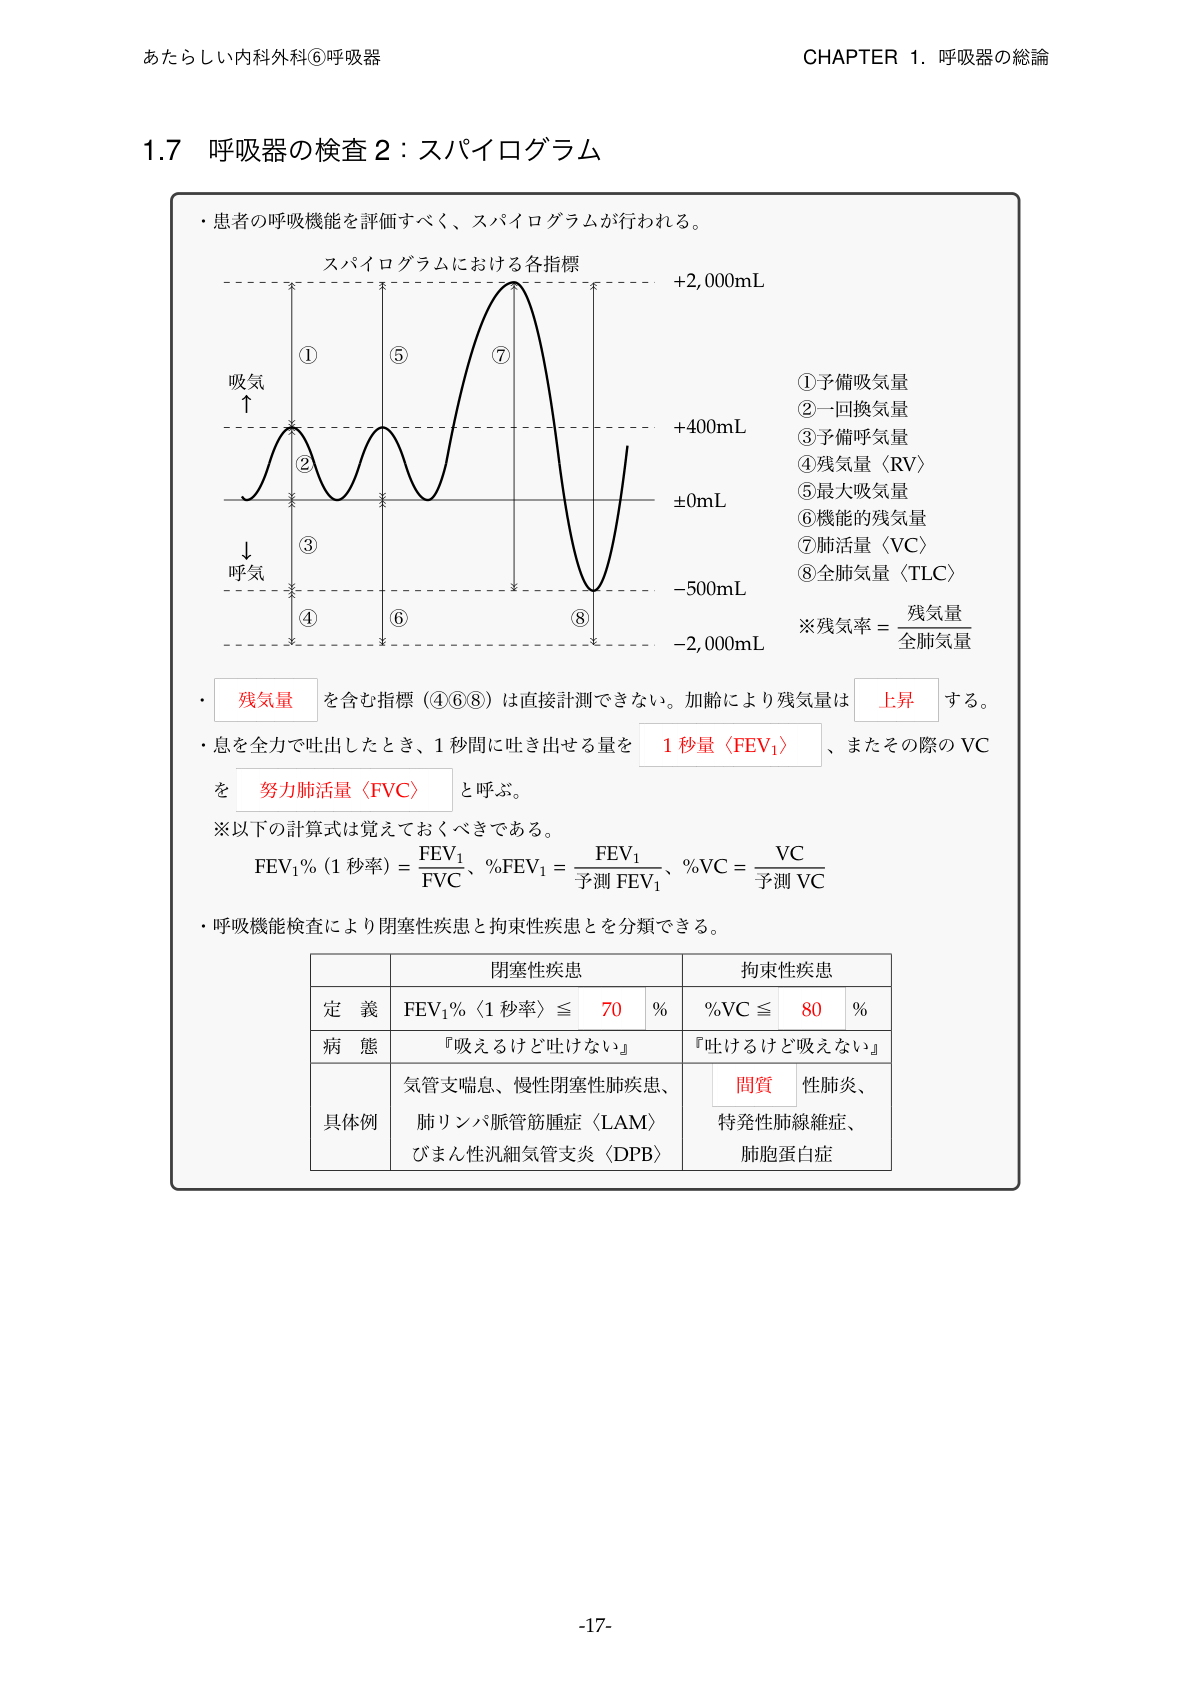 あたらしい内科外科⑥呼吸器
CHAPTER 1. 呼吸器の総論
1.7 呼吸器の検査 2：スパイログラム
・患者の呼吸機能を評価すべく、スパイログラムが行われる。
スパイログラムにおける各指標
+2,000mL
① ⑤ ⑦
吸気
↑
+400mL
②
±0mL
③
↓
呼気
−500mL
④ ⑥ ⑧
−2,000mL
①予備吸気量
②一回換気量
③予備呼気量
④残気量〈RV〉
⑤最大吸気量
⑥機能的残気量
⑦肺活量〈VC〉
⑧全肺気量〈TLC〉
※残気率 = 残気量
全肺気量
・ 残気量 を含む指標（④⑥⑧）は直接計測できない。加齢により残気量は 上昇 する。
・息を全力で吐出したとき、1 秒間に吐き出せる量を 1 秒量〈FEV₁〉 、またその際の VC
を 努力肺活量〈FVC〉 と呼ぶ。
※以下の計算式は覚えておくべきである。
FEV₁%（1 秒率）= FEV₁/FVC、%FEV₁ = FEV₁/予測 FEV₁、%VC = VC/予測 VC
・呼吸機能検査により閉塞性疾患と拘束性疾患とを分類できる。
閉塞性疾患 拘束性疾患
定　義 FEV₁%〈1 秒率〉≦ 70 % %VC ≦ 80 %
病　態 『吸えるけど吐けない』 『吐けるけど吸えない』
気管支喘息、慢性閉塞性肺疾患、 間質 性肺炎、
具体例 肺リンパ脈管筋腫症〈LAM〉 特発性肺線維症、
びまん性汎細気管支炎〈DPB〉 肺胞蛋白症
-17-